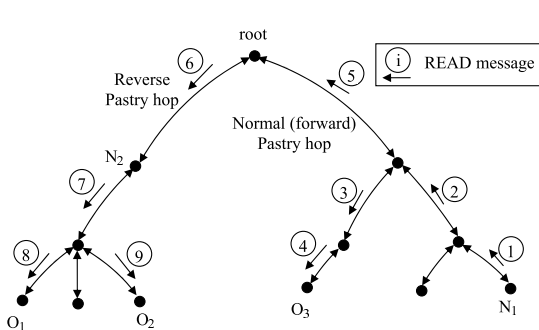 root
6
5
i READ message
Reverse
Pastry hop
Normal (forward)
Pastry hop
N2
7
3
2
8
9
4
1
O1
O2
O3
N1